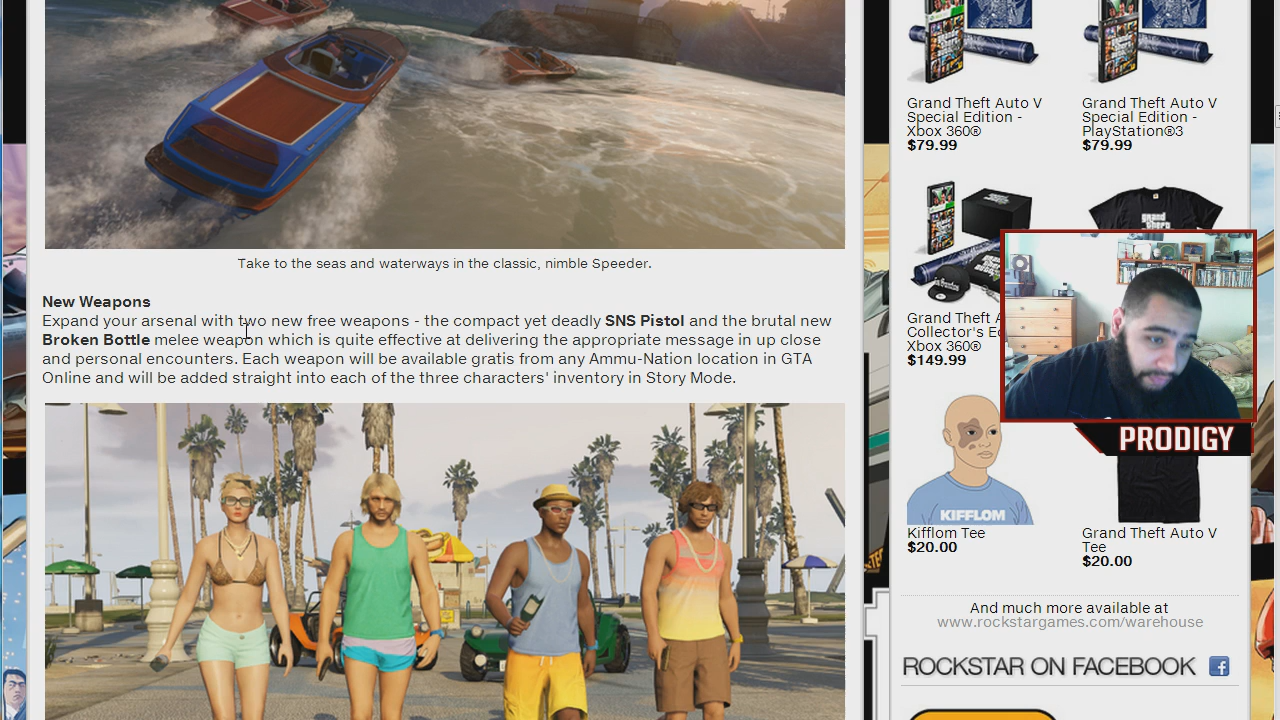 Take to the seas and waterways in the classic, nimble Speeder.
New Weapons
Expand your arsenal with two new free weapons - the compact yet deadly SNS Pistol and the brutal new
Broken Bottle melee weapon which is quite effective at delivering the appropriate message in up close
and personal encounters. Each weapon will be available gratis from any Ammu-Nation location in GTA
Online and will be added straight into each of the three characters' inventory in Story Mode.
Grand Theft Auto V
Special Edition -
Xbox 360®
$79.99
Grand Theft Auto V
Special Edition -
PlayStation®3
$79.99
grand
theft
Grand Theft A
Collector's Ed
Xbox 360®
$149.99
PRODIGY
KIFFLOM
Kifflom Tee
$20.00
Grand Theft Auto V
Tee
$20.00
And much more available at
www.rockstargames.com/warehouse
ROCKSTAR ON FACEBOOK